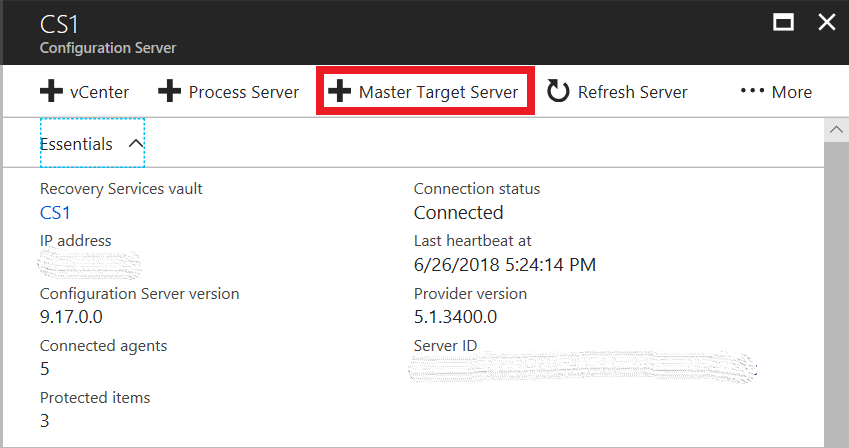 CS1
Configuration Server
vCenter Process Server Master Target Server Refresh Server ••• More
Essentials
Recovery Services vault Connection status
CS1 Connected
IP address Last heartbeat at
6/26/2018 5:24:14 PM
Configuration Server version Provider version
9.17.0.0 5.1.3400.0
Connected agents Server ID
5
Protected items
3